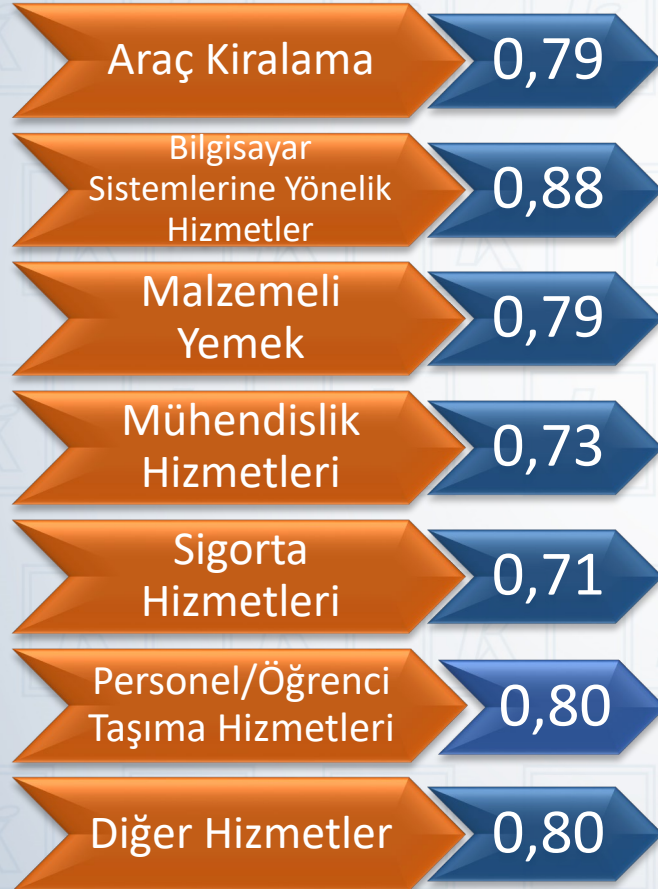 Araç Kiralama
0,79
Bilgisayar
Sistemlerine Yönelik
Hizmetler
0,88
Malzemeli
Yemek
0,79
Mühendislik
Hizmetleri
0,73
Sigorta
Hizmetleri
0,71
Personel/Öğrenci
Taşıma Hizmetleri
0,80
Diğer Hizmetler
0,80